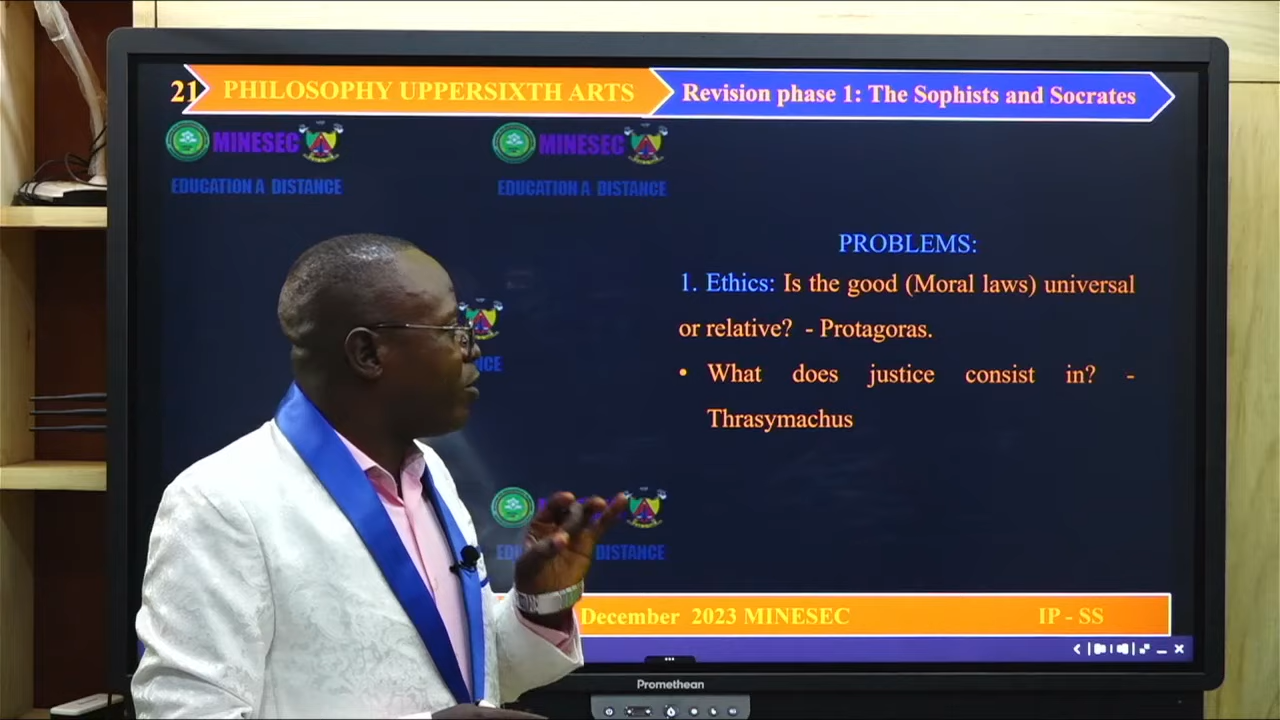 21 PHILOSOPHY UPPERSIXTH ARTS Revision phase 1: The Sophists and Socrates
MINESEC MINESEC
EDUCATION A DISTANCE EDUCATION A DISTANCE
PROBLEMS:
1. Ethics: Is the good (Moral laws) universal
or relative? - Protagoras.
• What does justice consist in? -
Thrasymachus
DISTANCE
December 2023 MINESEC IP - SS
Promethean